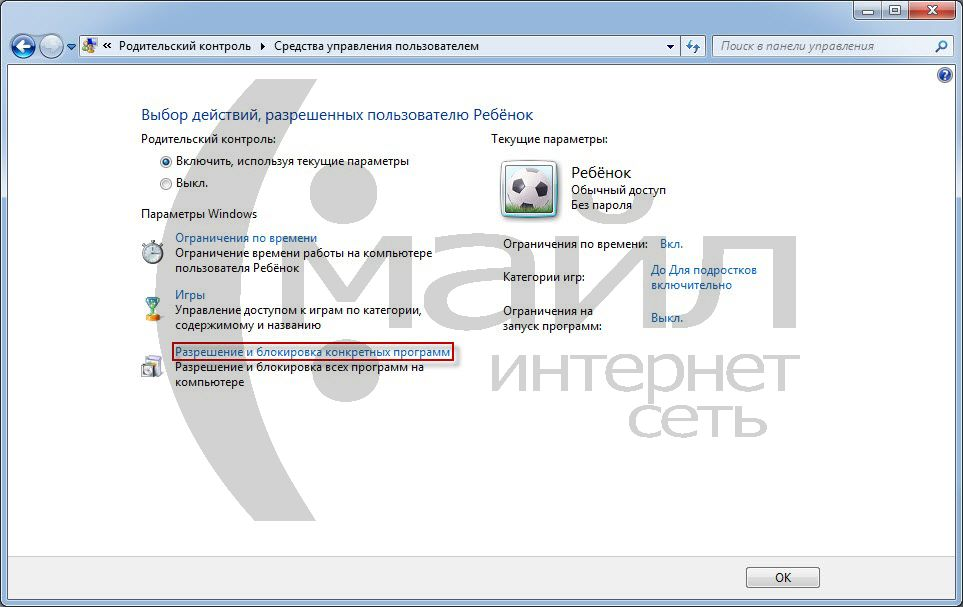 « Родительский контроль Средства управления пользователем
Поиск в панели управления
Выбор действий, разрешенных пользователю Ребёнок
Родительский контроль:
Включить, используя текущие параметры
Выкл.
Параметры Windows
Ограничения по времени
Ограничение времени работы на компьютере
пользователя Ребёнок
Игры
Управление доступом к играм по категории,
содержимому и названию
Разрешение и блокировка конкретных программ
Разрешение и блокировка всех программ на
компьютере
Текущие параметры:
Ребёнок
Обычный доступ
Без пароля
Ограничения по времени: Вкл.
Категории игр: До Для подростков
включительно
Ограничения на
запуск программ: Выкл.
майл
интернет
сеть
OK